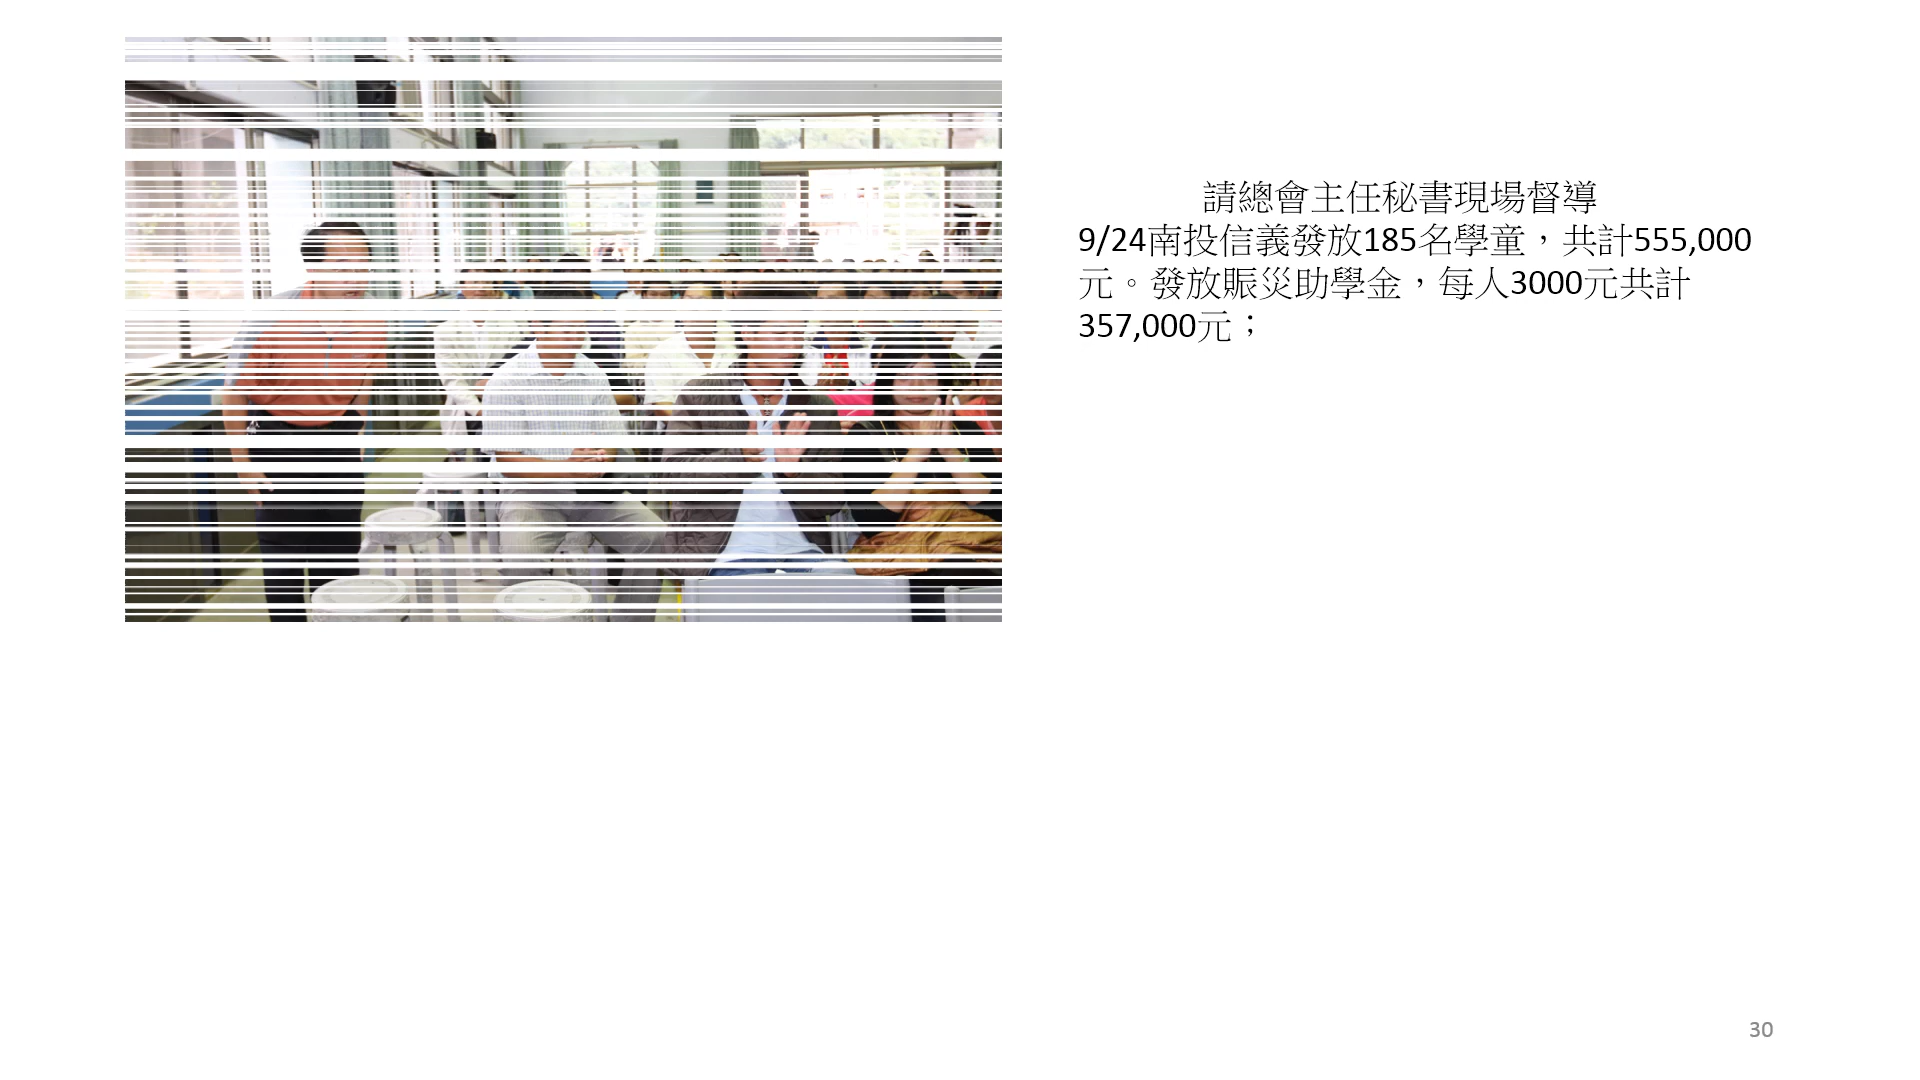 請總會主任秘書現場督導
9/24南投信義發放185名學童，共計555,000
元。發放賑災助學金，每人3000元共計
357,000元；
30